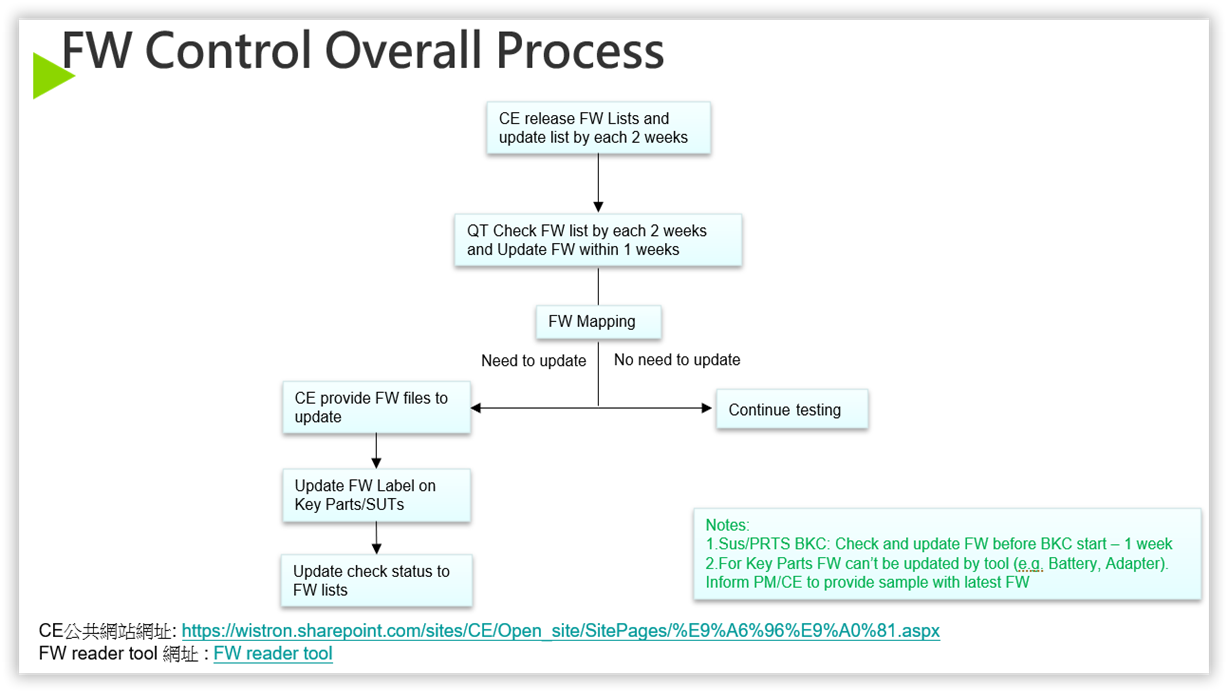 FW Control Overall Process
CE release FW Lists and
update list by each 2 weeks
QT Check FW list by each 2 weeks
and Update FW within 1 weeks
FW Mapping
Need to update
No need to update
CE provide FW files to
update
Continue testing
Update FW Label on
Key Parts/SUTs
Update check status to
FW lists
Notes:
1.Sus/PRTS BKC: Check and update FW before BKC start – 1 week
2.For Key Parts FW can’t be updated by tool (e.g. Battery, Adapter).
Inform PM/CE to provide sample with latest FW
CE公共網站網址: https://wistron.sharepoint.com/sites/CE/Open_site/SitePages/%E9%A6%96%E9%A0%81.aspx
FW reader tool 網址 : FW reader tool